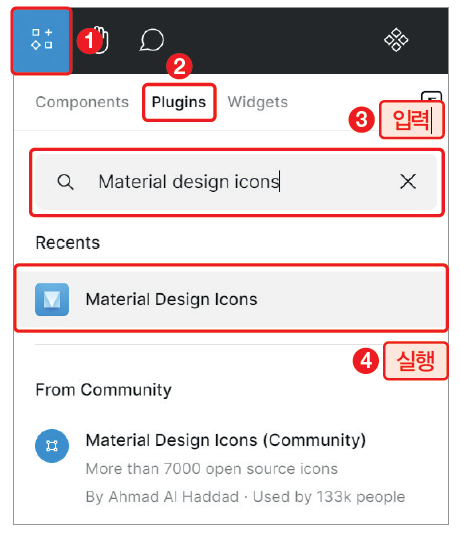 1
2
Components Plugins Widgets
3 입력
Material design icons
Recents
Material Design Icons
4 실행
From Community
Material Design Icons (Community)
More than 7000 open source icons
By Ahmad Al Haddad · Used by 133k people